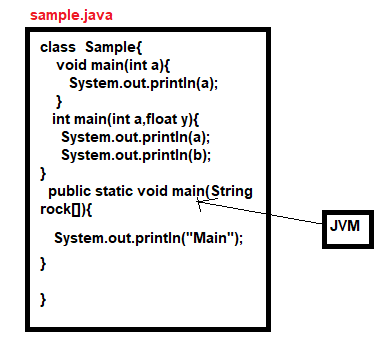 sample.java
class Sample{
void main(int a){
System.out.println(a);
}
int main(int a,float y){
System.out.println(a);
System.out.println(b);
}
public static void main(String
rock[]){
System.out.println("Main");
}
}
JVM